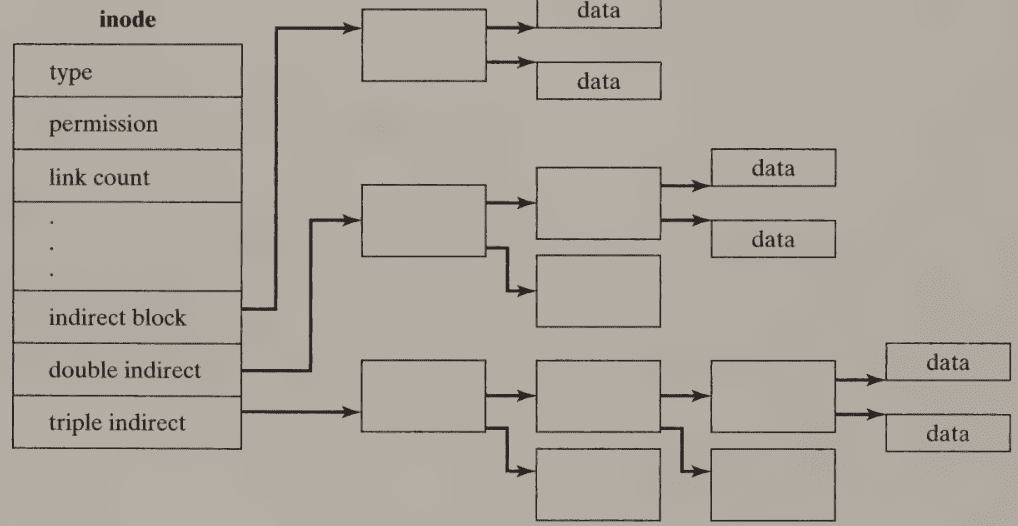 inode
type
permission
link count
.
.
.
indirect block
double indirect
triple indirect
data
data
data
data
data
data